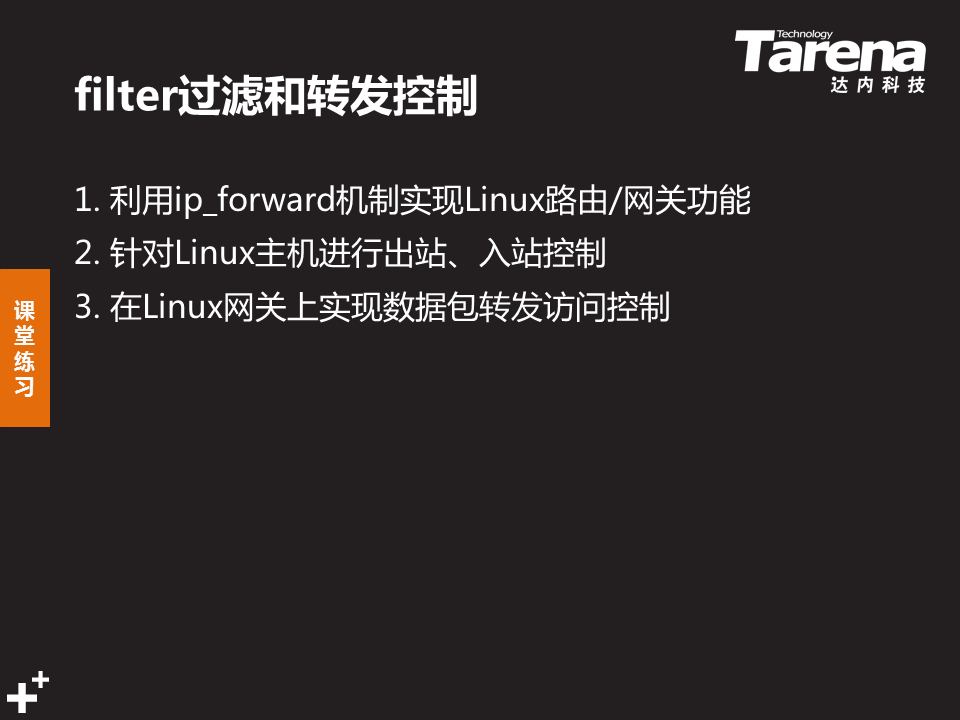 Technology
Tarena
达内科技
filter过滤和转发控制
1. 利用ip_forward机制实现Linux路由/网关功能
2. 针对Linux主机进行出站、入站控制
3. 在Linux网关上实现数据包转发访问控制
课
堂
练
习